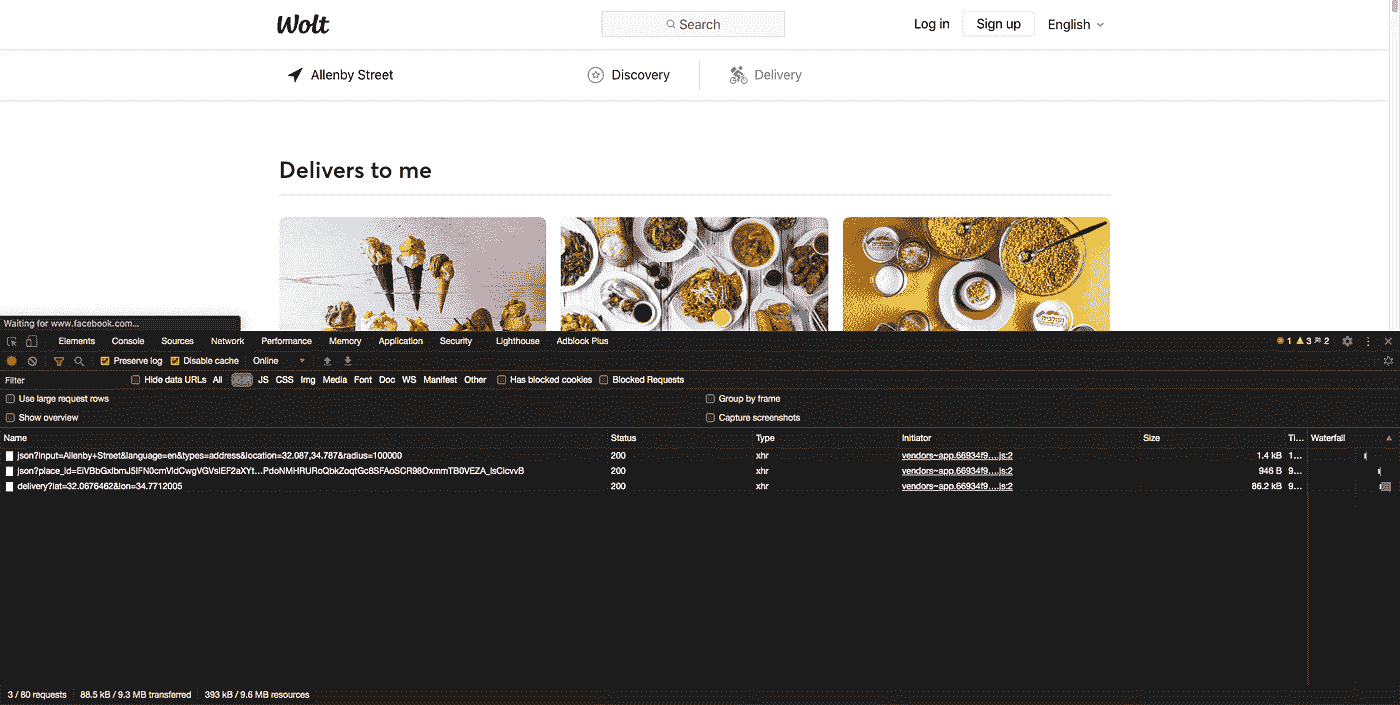 Wolt
Search
Log in
Sign up
English
Allenby Street
Discovery
Delivery
Delivers to me
Waiting for www.facebook.com...
Elements Console Sources Network Performance Memory Application Security Lighthouse Adblock Plus
1 3 2
Preserve log Disable cache Online
Filter Hide data URLs All JS CSS Img Media Font Doc WS Manifest Other Has blocked cookies Blocked Requests
Use large request rows Group by frame
Show overview Capture screenshots
Name Status Type Initiator Size Ti... Waterfall
json?input=Allenby+Street&language=en&types=address&location=32.087,34.787&radius=100000 200 xhr vendors~app.66934f9....js:2 1.4 kB 1...
200 xhr vendors~app.66934f9....js:2 946 B 9...
delivery?lat=32.0676462&lon=34.7712005 200 xhr vendors~app.66934f9....js:2 86.2 kB 9...
3 / 60 requests 88.5 kB / 9.3 MB transferred 393 kB / 9.6 MB resources